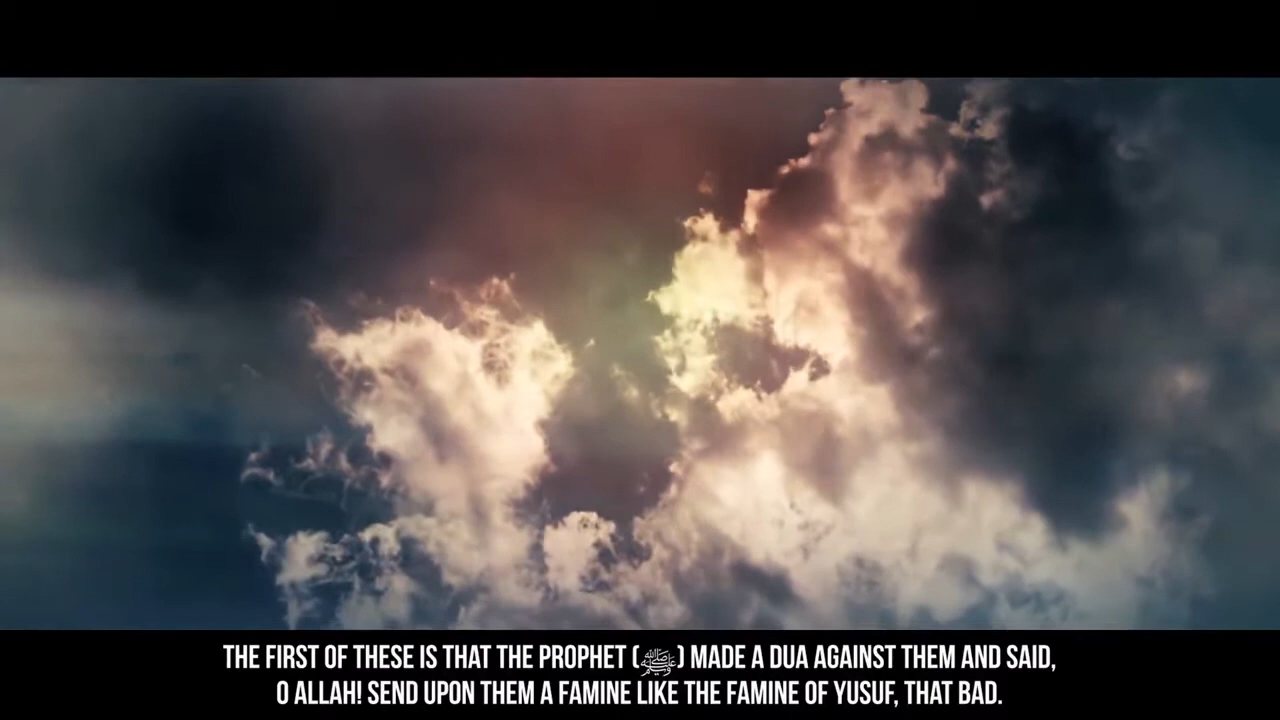 THE FIRST OF THESE IS THAT THE PROPHET (ﷺ) MADE A DUA AGAINST THEM AND SAID,
O ALLAH! SEND UPON THEM A FAMINE LIKE THE FAMINE OF YUSUF, THAT BAD.